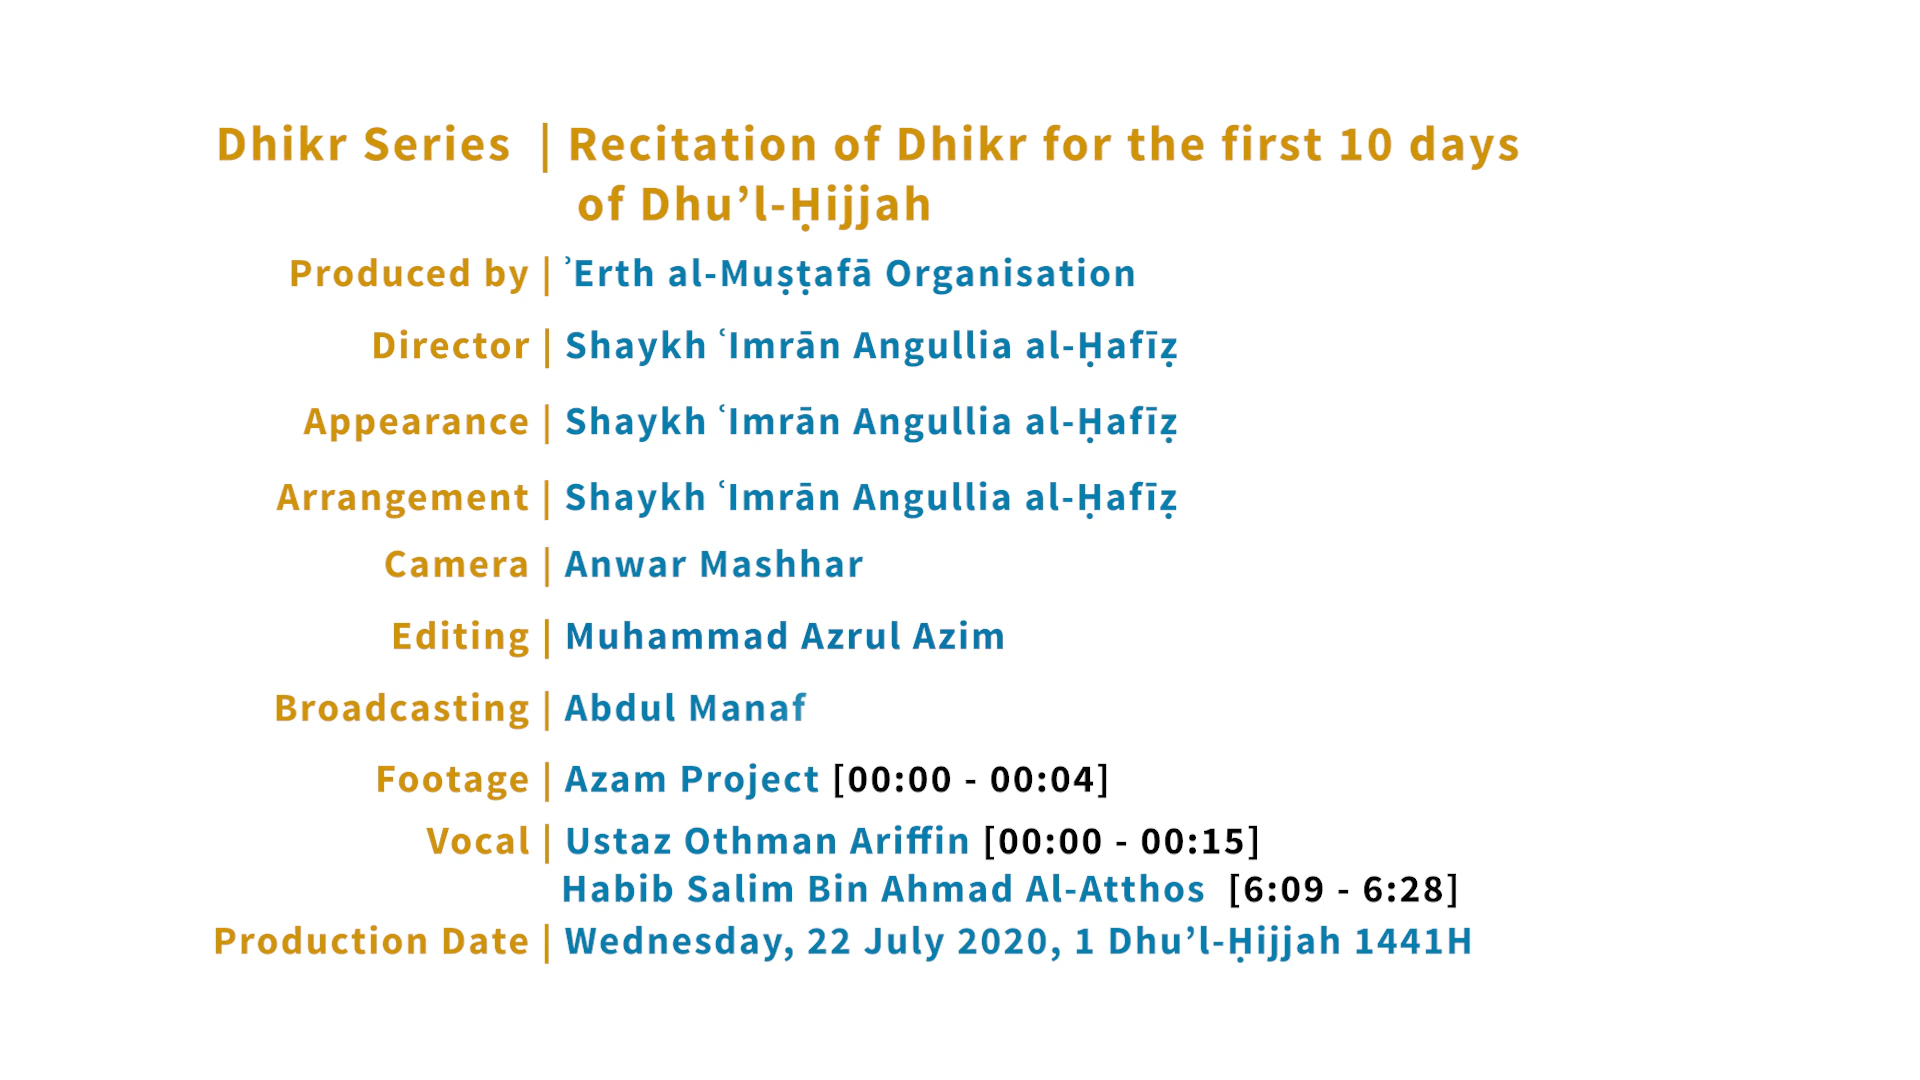 Dhikr Series | Recitation of Dhikr for the first 10 days
of Dhu’l-Ḥijjah
Produced by | ʾErth al-Muṣṭafā Organisation
Director | Shaykh ʿImrān Angullia al-Ḥafīẓ
Appearance | Shaykh ʿImrān Angullia al-Ḥafīẓ
Arrangement | Shaykh ʿImrān Angullia al-Ḥafīẓ
Camera | Anwar Mashhar
Editing | Muhammad Azrul Azim
Broadcasting | Abdul Manaf
Footage | Azam Project [00:00 - 00:04]
Vocal | Ustaz Othman Ariffin [00:00 - 00:15]
Habib Salim Bin Ahmad Al-Atthos [6:09 - 6:28]
Production Date | Wednesday, 22 July 2020, 1 Dhu’l-Ḥijjah 1441H